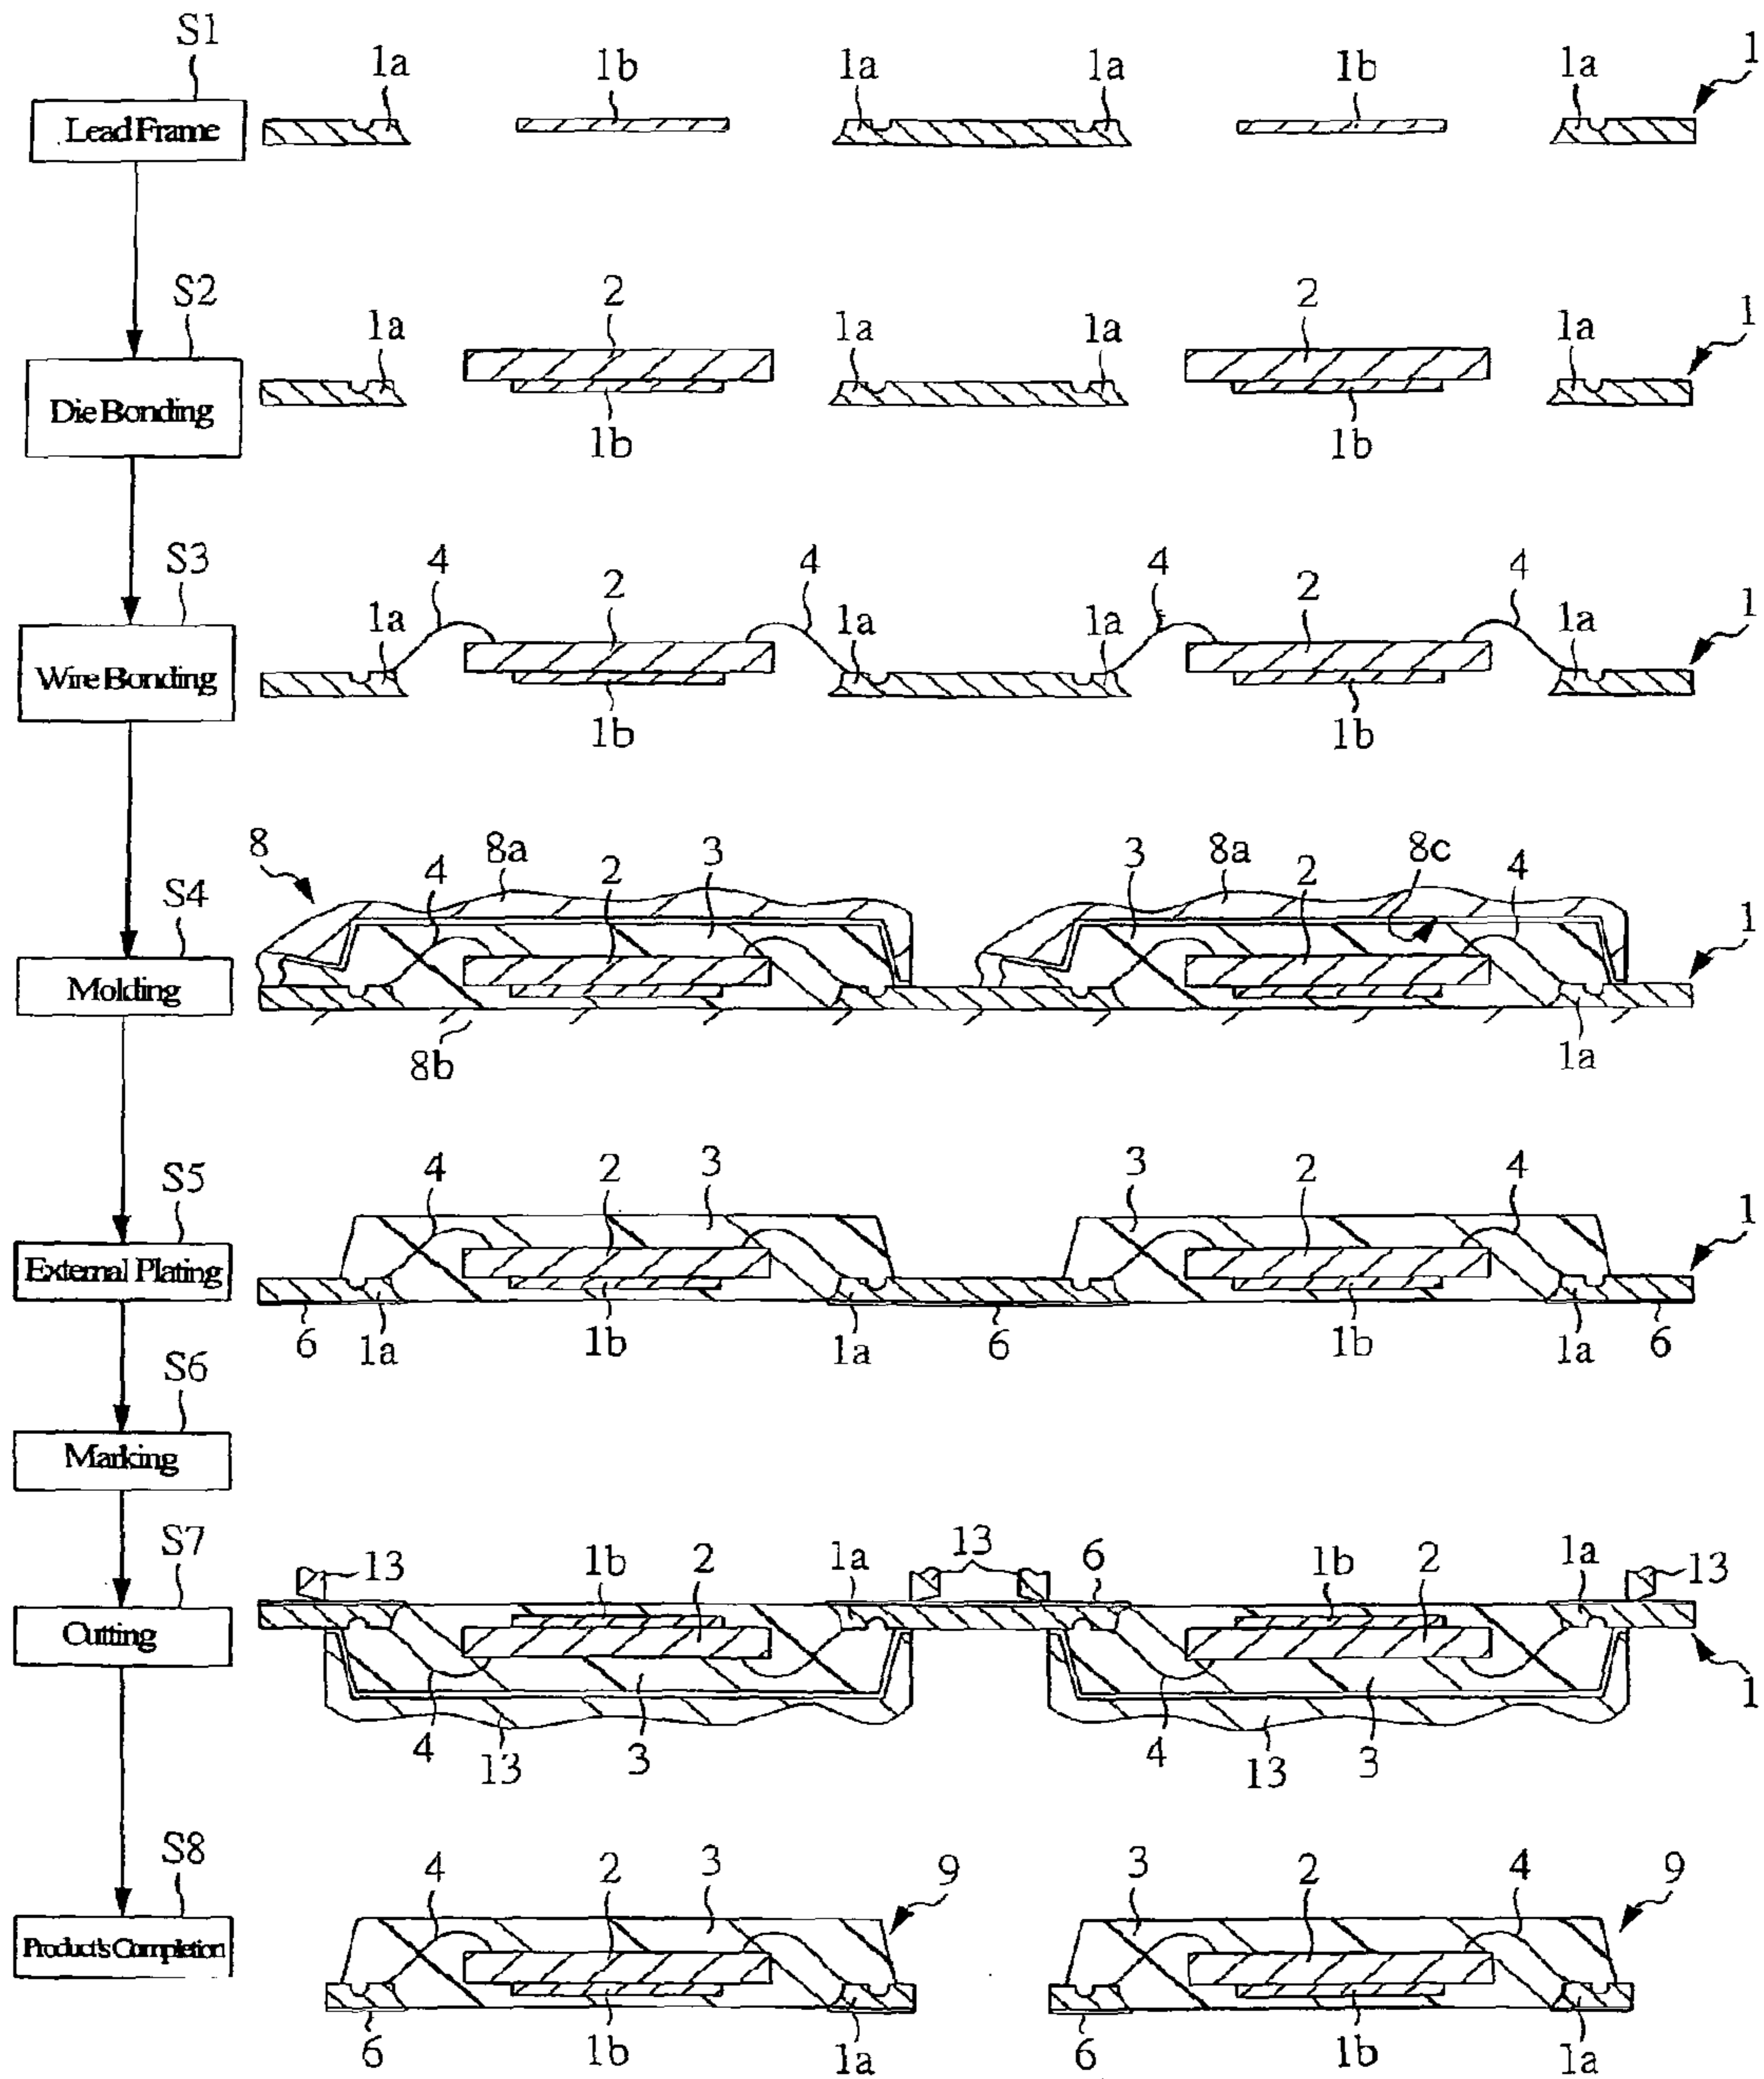 S1
1a 1b 1a 1a 1b 1a 1
Lead Frame
S2
2 2
1a 1a 1a 1a 1
Die Bonding
1b 1b
S3
4 2 4 4 2 4
1a 1a 1a 1a 1
Wire Bonding
1b 1b
8 4 8a 2 3 3 8a 2 8c 4
S4
1
Molding
8b 1a
S5
4 2 3 3 2 4
1
External Plating
6 1a 1b 1a 6 1b 1a 6
S6
Marking
S7
13 1b 2 1a 13 6 1b 2 1a 13
Cutting
1
4 13 3 4 13 3
S8
4 2 3 9 3 2 4 9
Product's Completion
6 1b 1a 6 1b 1a